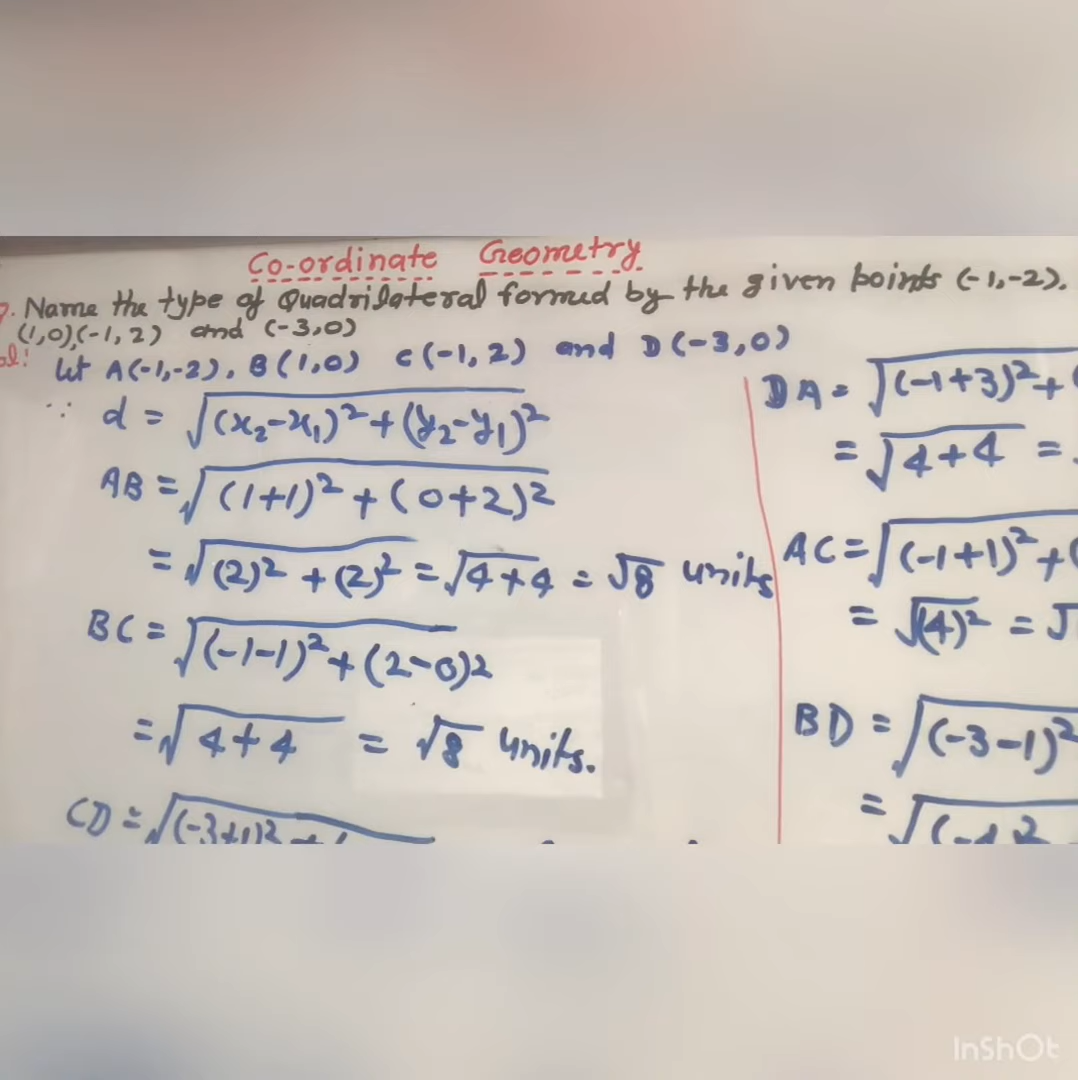 Co-ordinate Geometry
. Name the type of Quadrilateral formed by the given points (-1,-2).
(1,0),(-1,2) and (-3,0)
let A(-1,-2), B(1,0) C(-1,2) and D(-3,0)
∵ d = √(x₂-x₁)²+(y₂-y₁)²
AB = √(1+1)² + (0+2)²
= √(2)² + (2)² = √4+4 = √8 units
BC = √(-1-1)² + (2-0)2
= √4+4 = √8 units.
CD = √(-3+1)2 +
DA = √(-1+3)² +
= √4+4 =
AC = √(-1+1)² +
= √(4)² = √
BD = √(-3-1)²
InShOt